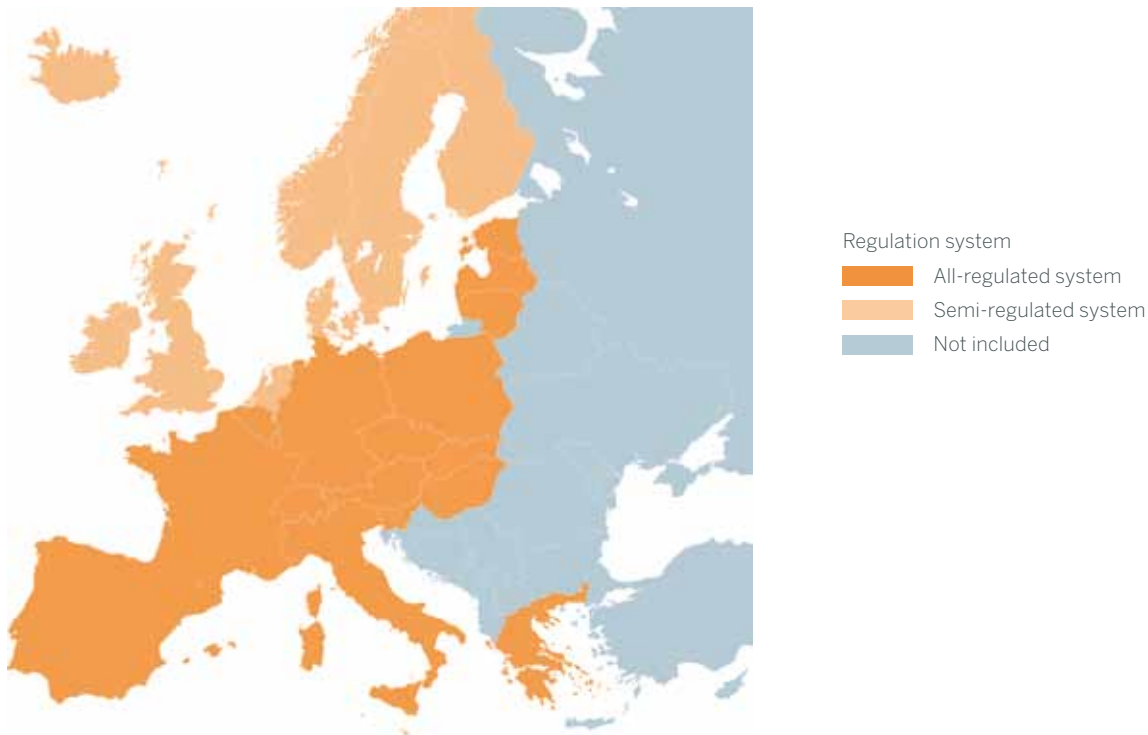 Regulation system
All-regulated system
Semi-regulated system
Not included